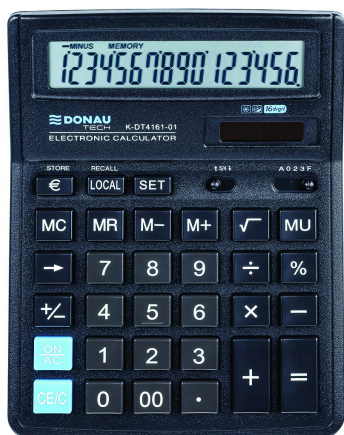 –MINUS MEMORY
1234567890123456.
16digit
DONAU
TECH K-DT4161-01
ELECTRONIC CALCULATOR
STORE RECALL A 0 2 3 F
€ LOCAL SET
MC MR M– M+ √ MU
→ 7 8 9 ÷ %
+/– 4 5 6 × –
ON
AC 1 2 3
+ =
CE/C 0 00 ·